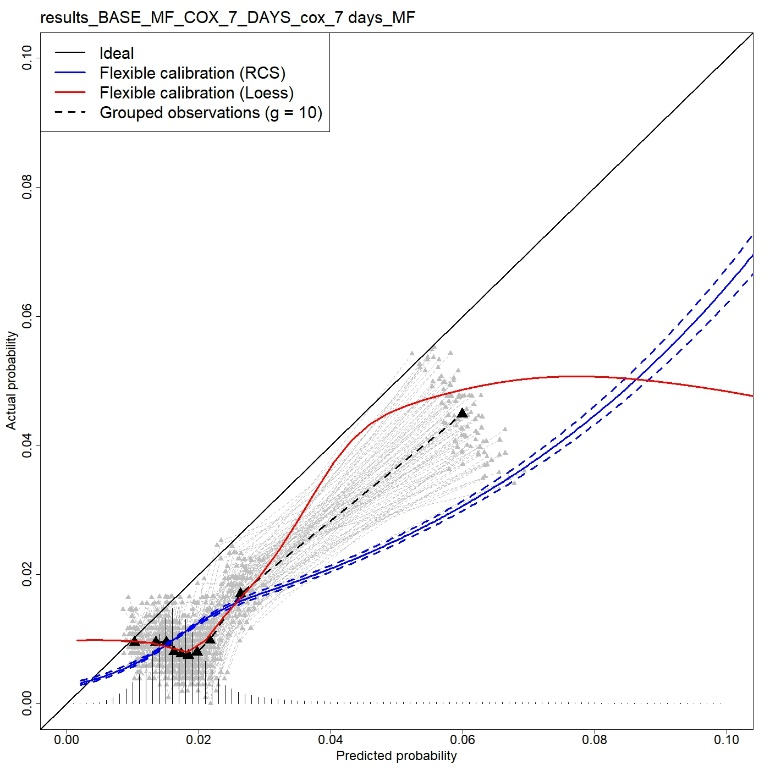 results_BASE_MF_COX_7_DAYS_cox_7 days_MF
Ideal
Flexible calibration (RCS)
Flexible calibration (Loess)
Grouped observations (g = 10)
Actual probability
0.10
0.08
0.06
0.04
0.02
0.00
0.00 0.02 0.04 0.06 0.08 0.10
Predicted probability